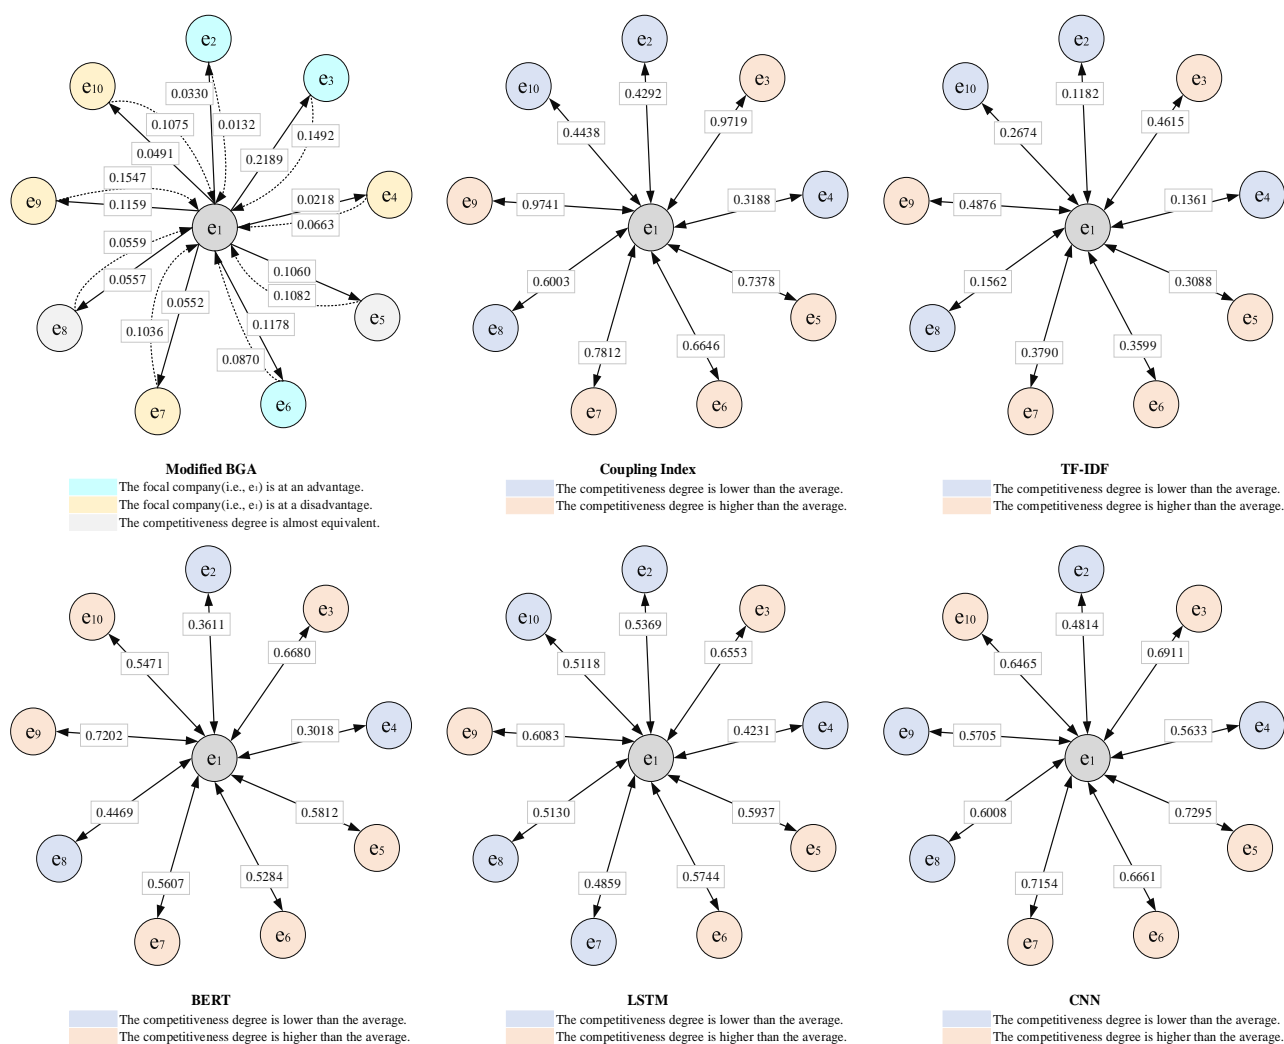 e2
e3
e10
0.0330
0.0132
0.1075
0.1492
0.0491
0.2189
0.1547
e9
0.1159
0.0218
e4
0.0663
e1
0.0559
0.0557
0.1060
0.1082
0.0552
0.1036
0.1178
0.0870
e8
e5
e7
e6
Modified BGA
The focal company(i.e., e1) is at an advantage.
The focal company(i.e., e1) is at a disadvantage.
The competitiveness degree is almost equivalent.
e2
e3
e10
0.4292
0.9719
0.4438
e9
0.9741
0.3188
e4
e1
0.6003
0.7378
e8
e5
0.7812
0.6646
e7
e6
Coupling Index
The competitiveness degree is lower than the average.
The competitiveness degree is higher than the average.
e2
e3
e10
0.1182
0.4615
0.2674
e9
0.4876
0.1361
e4
e1
0.1562
0.3088
e8
e5
0.3790
0.3599
e7
e6
TF-IDF
The competitiveness degree is lower than the average.
The competitiveness degree is higher than the average.
e2
e3
e10
0.3611
0.6680
0.5471
e9
0.7202
0.3018
e4
e1
0.4469
0.5812
e8
e5
0.5607
0.5284
e7
e6
BERT
The competitiveness degree is lower than the average.
The competitiveness degree is higher than the average.
e2
e3
e10
0.5369
0.6553
0.5118
e9
0.6083
0.4231
e4
e1
0.5130
0.5937
e8
e5
0.4859
0.5744
e7
e6
LSTM
The competitiveness degree is lower than the average.
The competitiveness degree is higher than the average.
e2
e3
e10
0.4814
0.6911
0.6465
e9
0.5705
0.5633
e4
e1
0.6008
0.7295
e8
e5
0.7154
0.6661
e7
e6
CNN
The competitiveness degree is lower than the average.
The competitiveness degree is higher than the average.